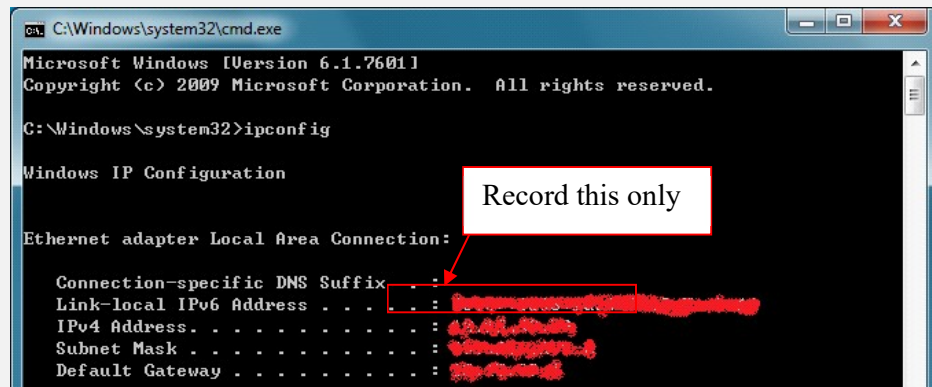 C:\Windows\system32\cmd.exe
Microsoft Windows [Version 6.1.7601]
Copyright (c) 2009 Microsoft Corporation.  All rights reserved.
C:\Windows\system32>ipconfig
Windows IP Configuration
Record this only
Ethernet adapter Local Area Connection:
Connection-specific DNS Suffix  . :
Link-local IPv6 Address . . . . . :
IPv4 Address. . . . . . . . . . . :
Subnet Mask . . . . . . . . . . . :
Default Gateway . . . . . . . . . :